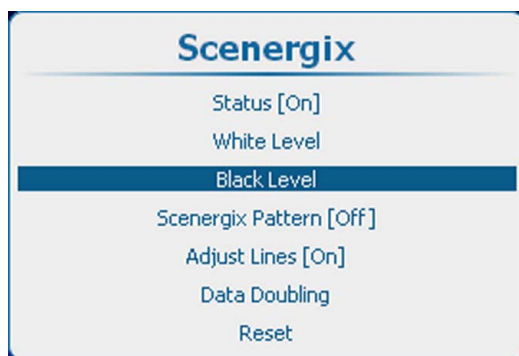 Scenergix
Status [On]
White Level
Black Level
Scenergix Pattern [Off]
Adjust Lines [On]
Data Doubling
Reset